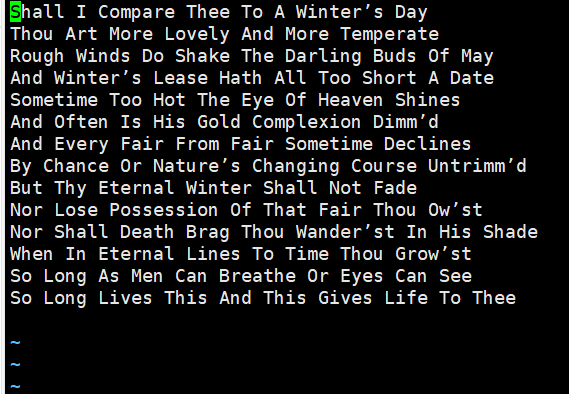 Shall I Compare Thee To A Winter’s Day
Thou Art More Lovely And More Temperate
Rough Winds Do Shake The Darling Buds Of May
And Winter’s Lease Hath All Too Short A Date
Sometime Too Hot The Eye Of Heaven Shines
And Often Is His Gold Complexion Dimm’d
And Every Fair From Fair Sometime Declines
By Chance Or Nature’s Changing Course Untrimm’d
But Thy Eternal Winter Shall Not Fade
Nor Lose Possession Of That Fair Thou Ow’st
Nor Shall Death Brag Thou Wander’st In His Shade
When In Eternal Lines To Time Thou Grow’st
So Long As Men Can Breathe Or Eyes Can See
So Long Lives This And This Gives Life To Thee
~
~
~